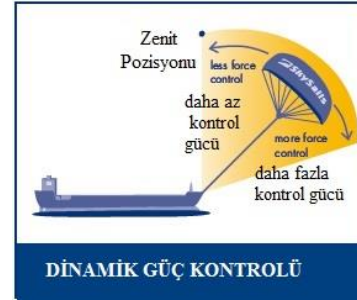 Zenit
Pozisyonu
less force
control
SkySails
daha az
kontrol
gücü
more force
control
daha fazla
kontrol gücü
DİNAMİK GÜÇ KONTROLÜ